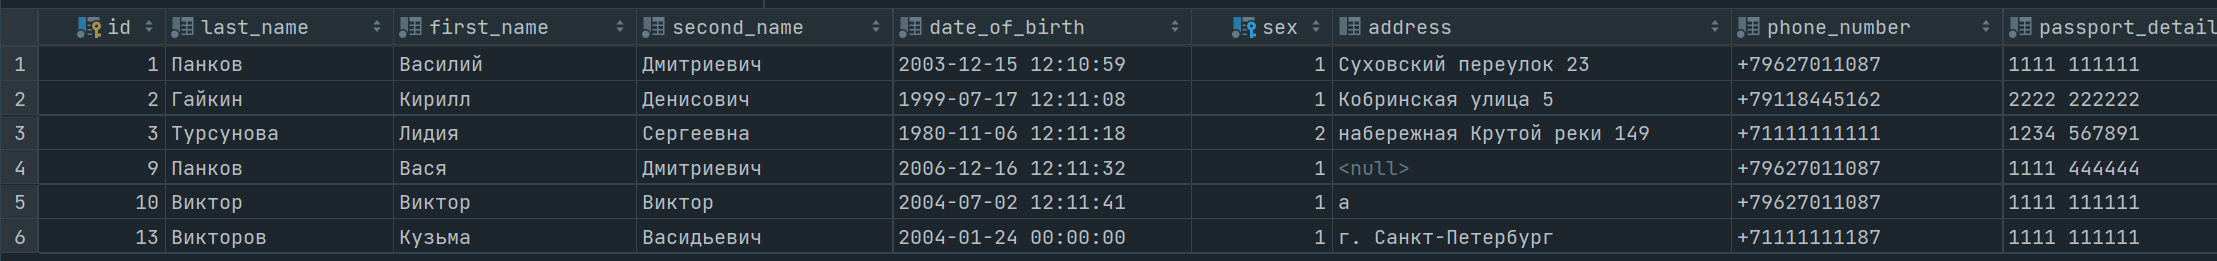 id last_name first_name second_name date_of_birth sex address phone_number passport_detail
1 1 Панков Василий Дмитриевич 2003-12-15 12:10:59 1 Суховский переулок 23 +79627011087 1111 111111
2 2 Гайкин Кирилл Денисович 1999-07-17 12:11:08 1 Кобринская улица 5 +79118445162 2222 222222
3 3 Турсунова Лидия Сергеевна 1980-11-06 12:11:18 2 набережная Крутой реки 149 +71111111111 1234 567891
4 9 Панков Вася Дмитриевич 2006-12-16 12:11:32 1 <null> +79627011087 1111 444444
5 10 Виктор Виктор Виктор 2004-07-02 12:11:41 1 а +79627011087 1111 111111
6 13 Викторов Кузьма Васидьевич 2004-01-24 00:00:00 1 г. Санкт-Петербург +71111111187 1111 111111